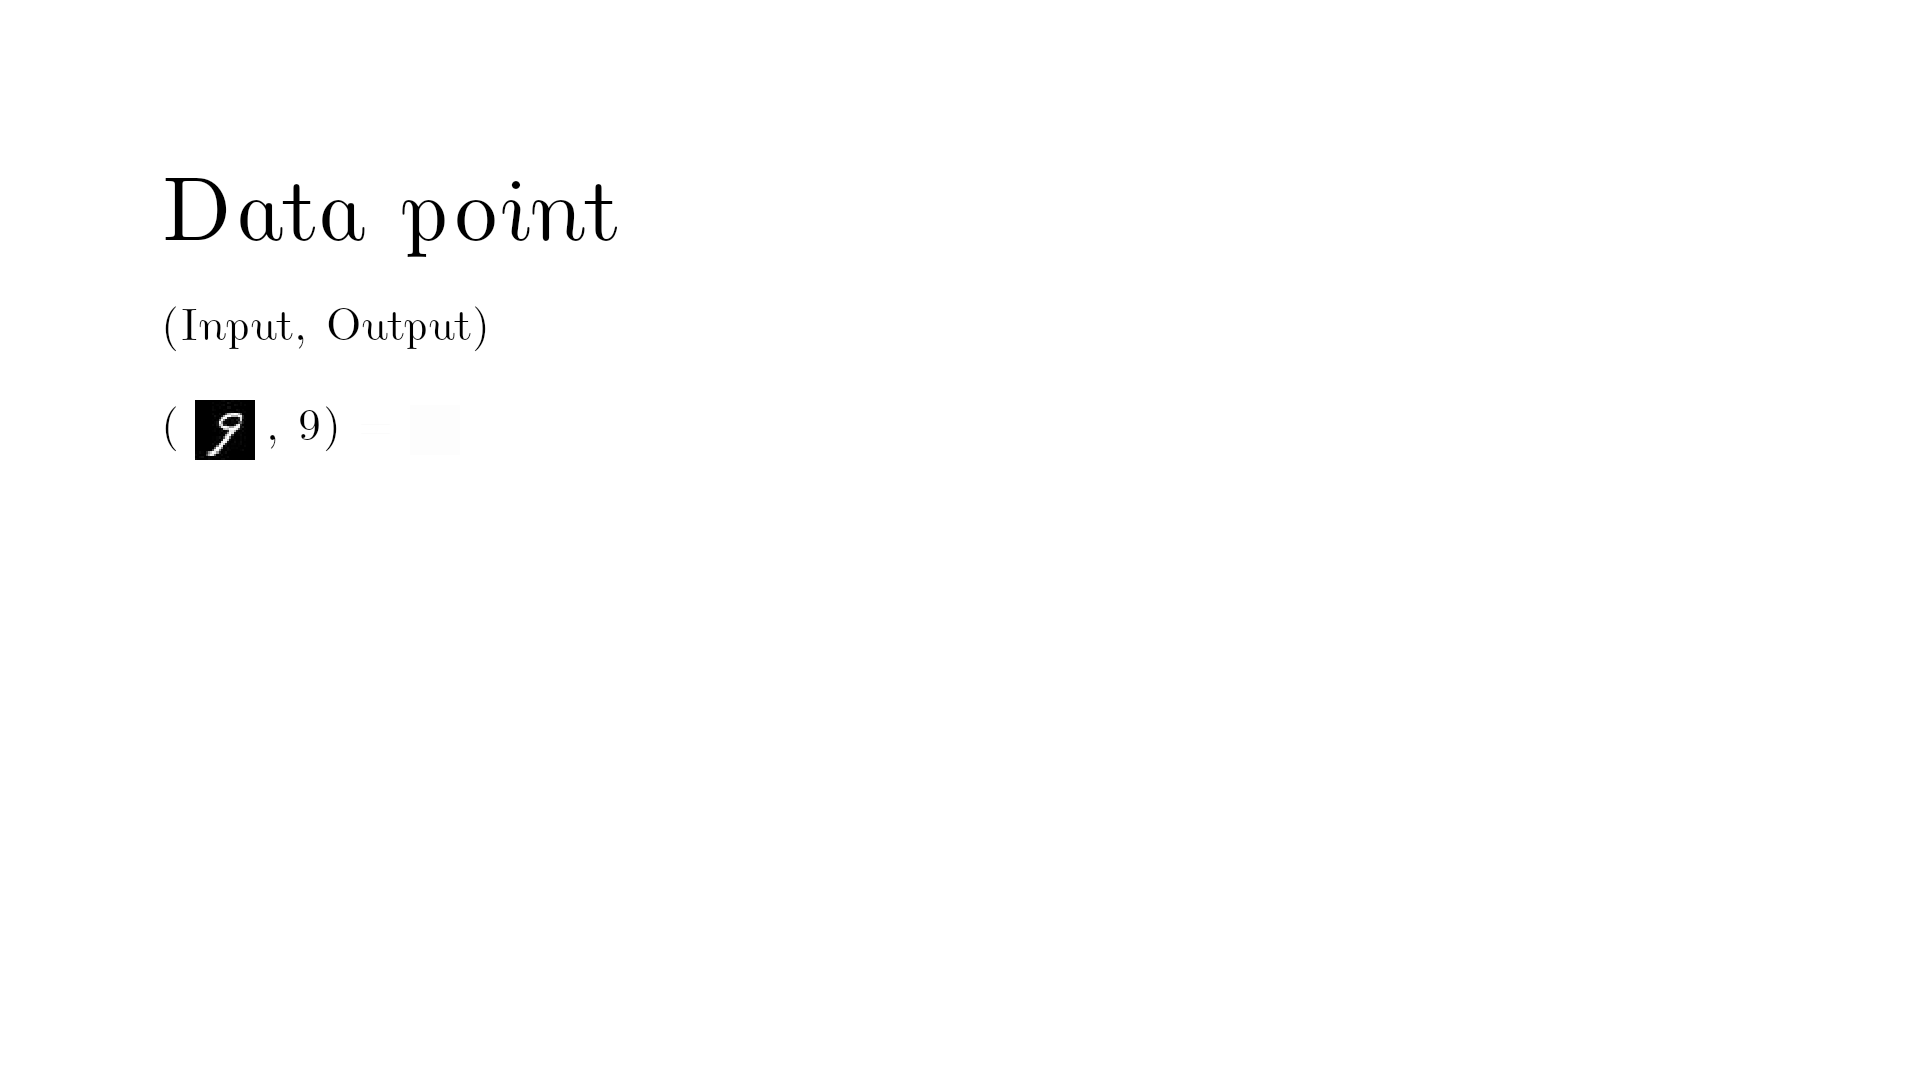 Data point
(Input, Output)
( 9 , 9)